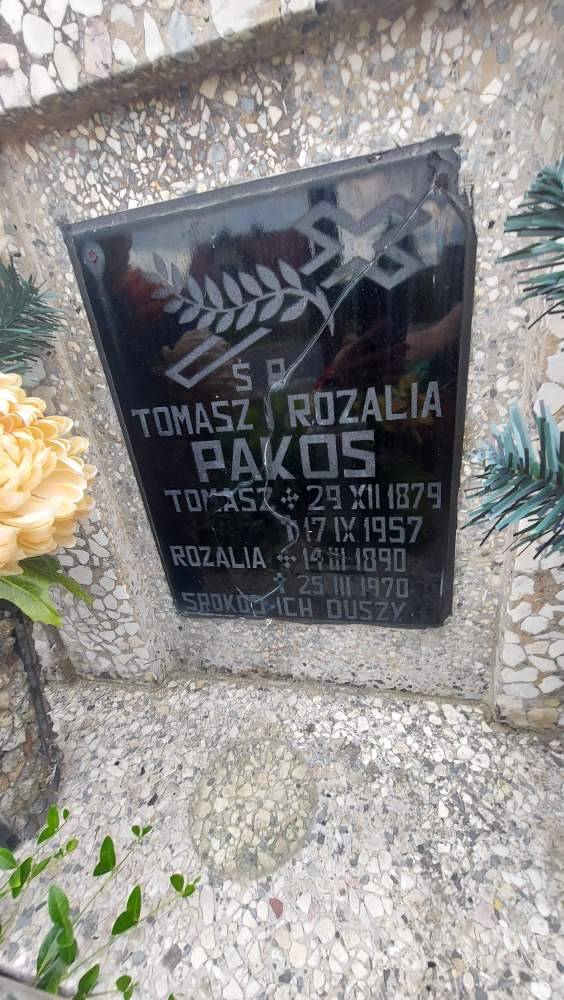 Ś P
TOMASZ I ROZALIA
PAKOS
TOMASZ 29 XII 1879
17 IX 1957
ROZALIA 14 III 1890
† 25 III 1970
SPOKÓJ ICH DUSZY